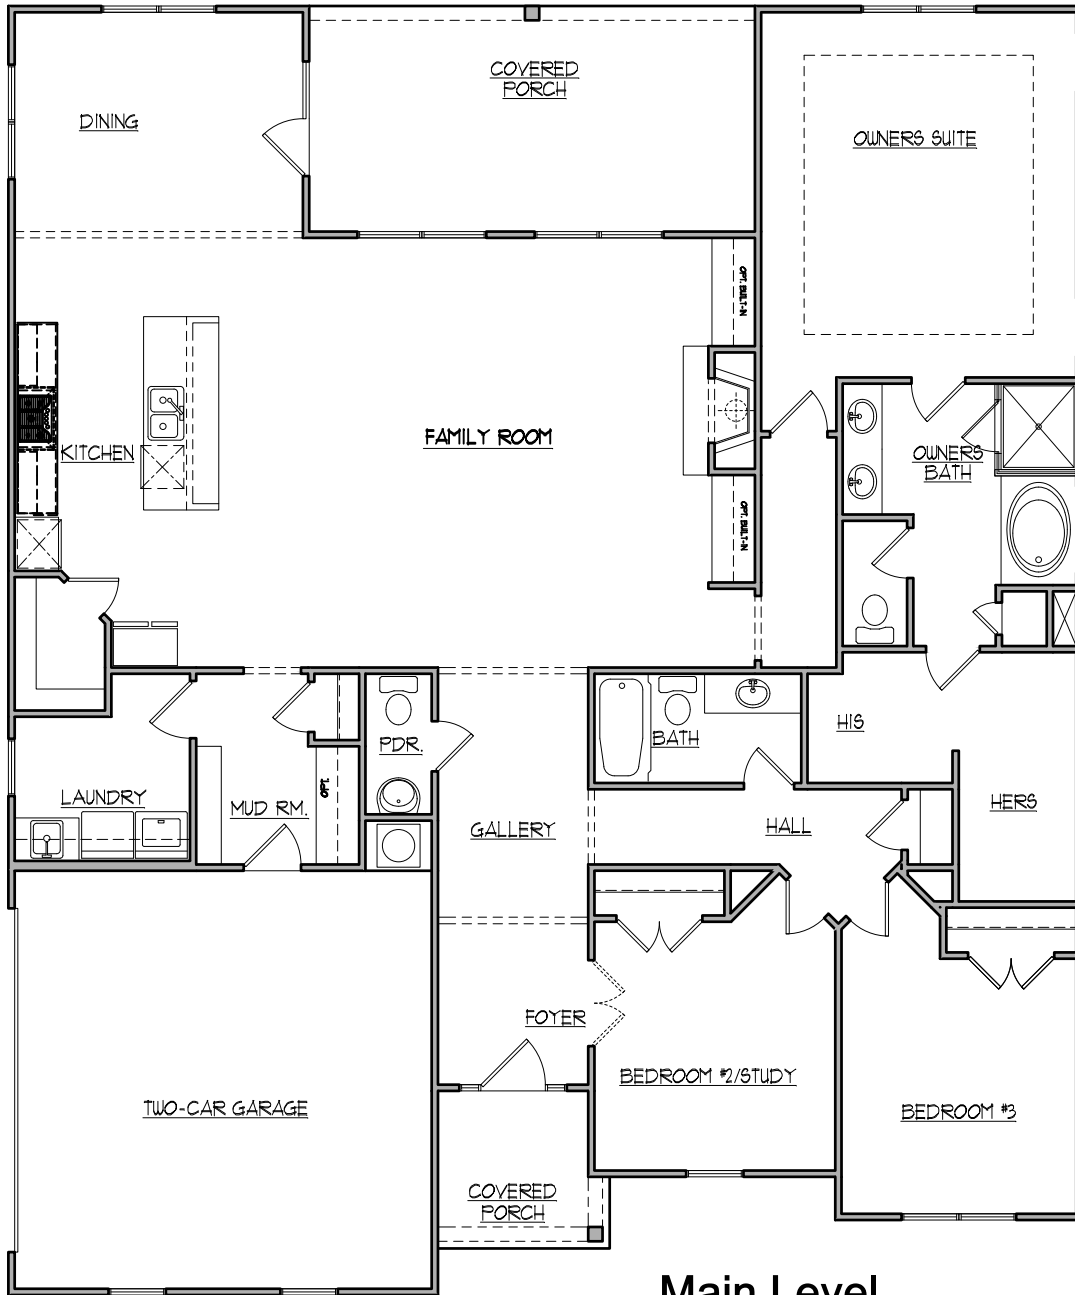 COVERED
PORCH
DINING
OWNERS SUITE
OPT. BUILT-IN
FAMILY ROOM
KITCHEN
OWNERS
BATH
OPT. BUILT-IN
HIS
PDR.
BATH
LAUNDRY
OPT.
MUD RM.
HERS
GALLERY
HALL
FOYER
BEDROOM #2/STUDY
TWO-CAR GARAGE
BEDROOM #3
COVERED
PORCH
Main Level